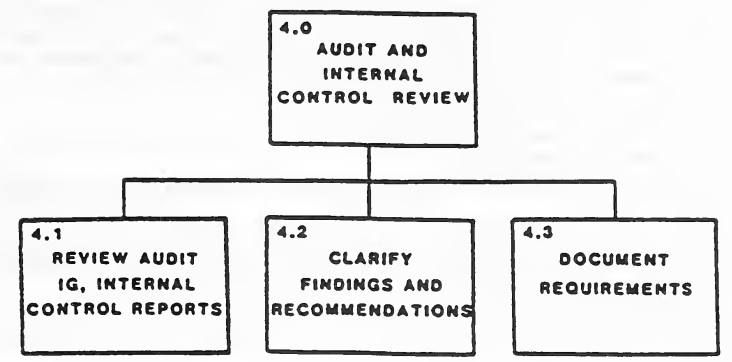 4.0
AUDIT AND
INTERNAL
CONTROL REVIEW
4.1
REVIEW AUDIT
IG, INTERNAL
CONTROL REPORTS
4.2
CLARIFY
FINDINGS AND
RECOMMENDATIONS
4.3
DOCUMENT
REQUIREMENTS